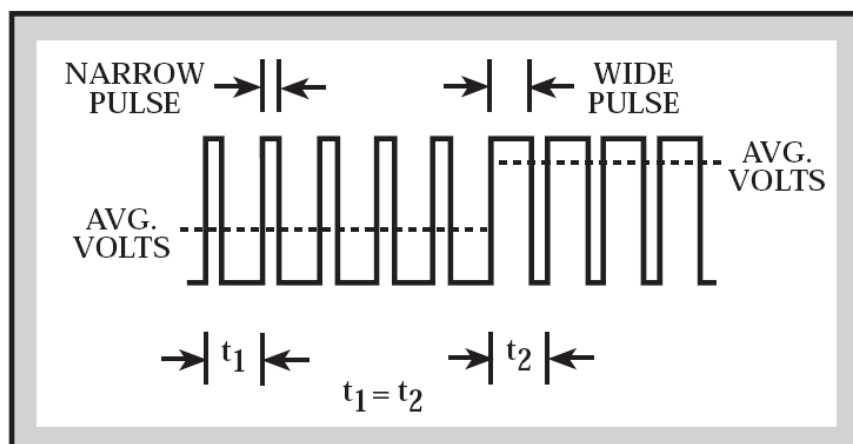 NARROW
PULSE
WIDE
PULSE
AVG.
VOLTS
AVG.
VOLTS
t₁
t₂
t₁ = t₂